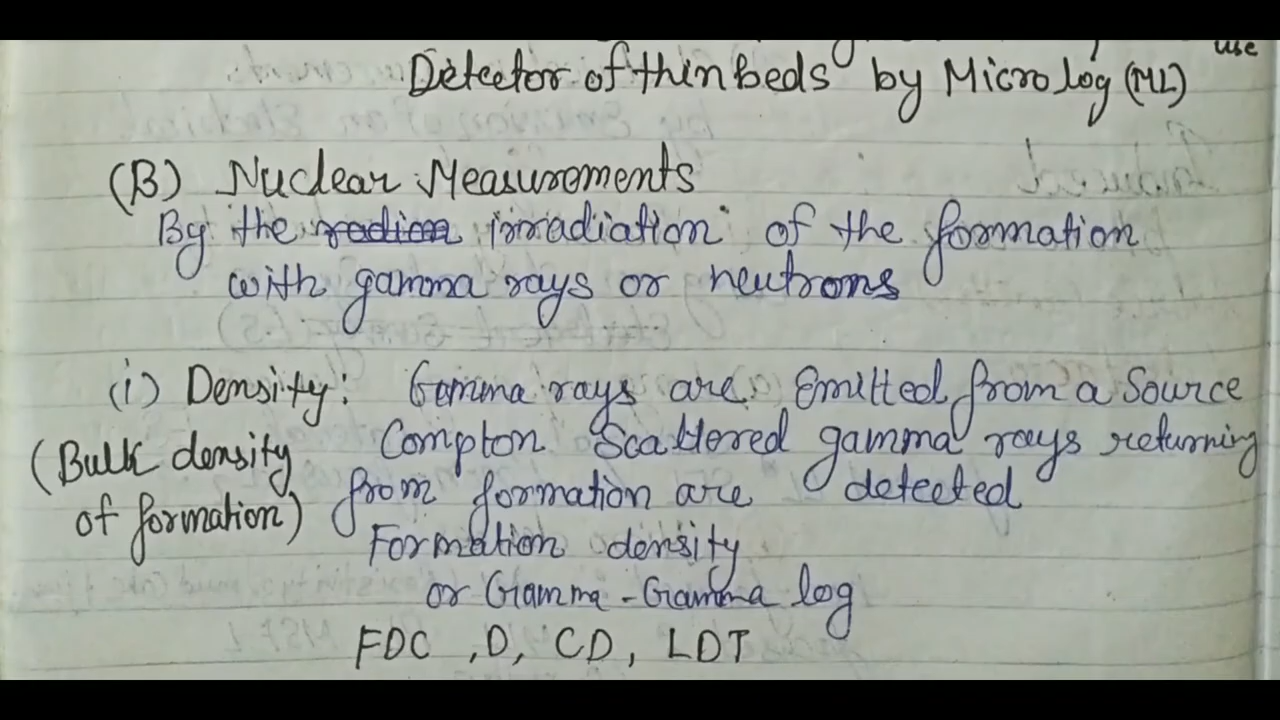 use
Detector of thin Beds by Micro log (ML)
(B) Nuclear Measurements
By the irradiation of the formation
with gamma rays or neutrons
(i) Density: Gamma rays are Emitted from a Source
(Bulk density Compton Scattered gamma rays returning
of formation) from formation are detected
Formation density
or Gamma-Gamma log
FDC, D, CD, LDT